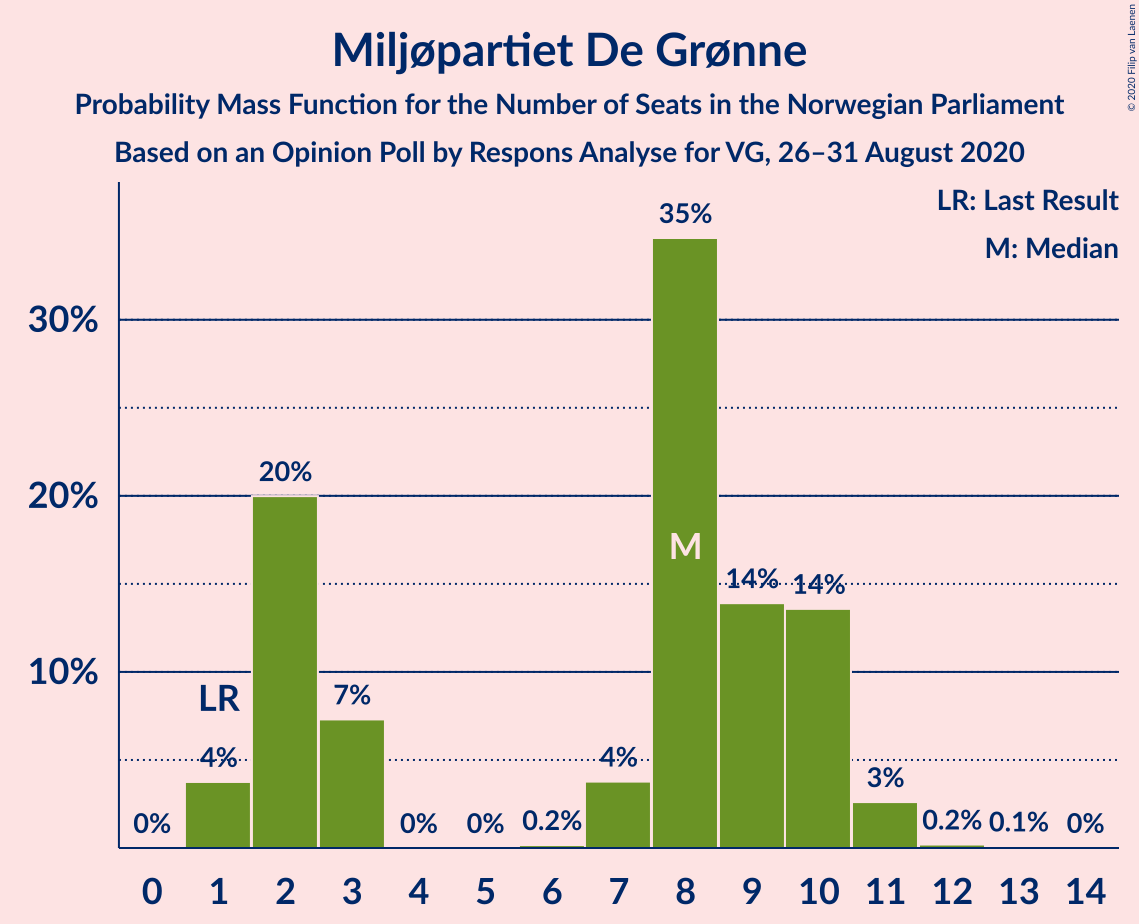 Miljøpartiet De Grønne
Probability Mass Function for the Number of Seats in the Norwegian Parliament
Based on an Opinion Poll by Respons Analyse for VG, 26–31 August 2020
© 2020 Filip van Laenen
LR: Last Result
M: Median
35%
30%
20%
20%
M
14% 14%
10%
LR
7%
4%
4%
3%
0%
0%
0%
0.2%
0.2%
0.1%
0%
0 1 2 3 4 5 6 7 8 9 10 11 12 13 14